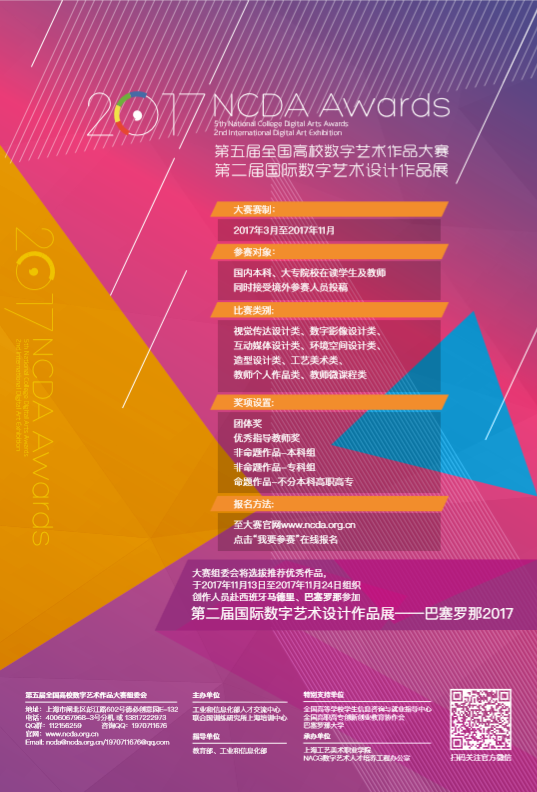 2017 NCDA Awards
5th National College Digital Arts Awards
2nd International Digital Art Exhibition
第五届全国高校数字艺术作品大赛
第二届国际数字艺术设计作品展
大赛赛制:
2017年3月至2017年11月
参赛对象:
国内本科、大专院校在读学生及教师
同时接受境外参赛人员投稿
比赛类别:
视觉传达设计类、数字影像设计类、
互动媒体设计类、环境空间设计类、
造型设计类、工艺美术类、
教师个人作品类、教师微课程类
奖项设置:
团体奖
优秀指导教师奖
非命题作品-本科组
非命题作品-专科组
命题作品-不分本科高职高专
报名方法:
至大赛官网www.ncda.org.cn
点击“我要参赛”在线报名
2017 NCDA Awards
5th National College Digital Arts Awards
2nd International Digital Art Exhibition
大赛组委会将选拔推荐优秀作品,
于2017年11月13日至2017年11月24日组织
创作人员赴西班牙马德里、巴塞罗那参加
第二届国际数字艺术设计作品展——巴塞罗那2017
第五届全国高校数字艺术作品大赛组委会
地址: 上海市闸北区彭江路602号德必创意园E-132
电话: 4006067968-3号分机 或 13817222973
QQ群: 112156259 咨询QQ: 1970711676
官网: www.ncda.org.cn
Email: ncda@ncda.org.cn/1970711676@qq.com
主办单位
工业和信息化部人才交流中心
联合国训练研究所上海培训中心
指导单位
教育部、工业和信息化部
特别支持单位
全国高等学校学生信息咨询与就业指导中心
全国高职高专创新创业教育协作会
巴塞罗那大学
承办单位
上海工艺美术职业学院
NACG数字艺术人才培养工程办公室
扫码关注官方微信